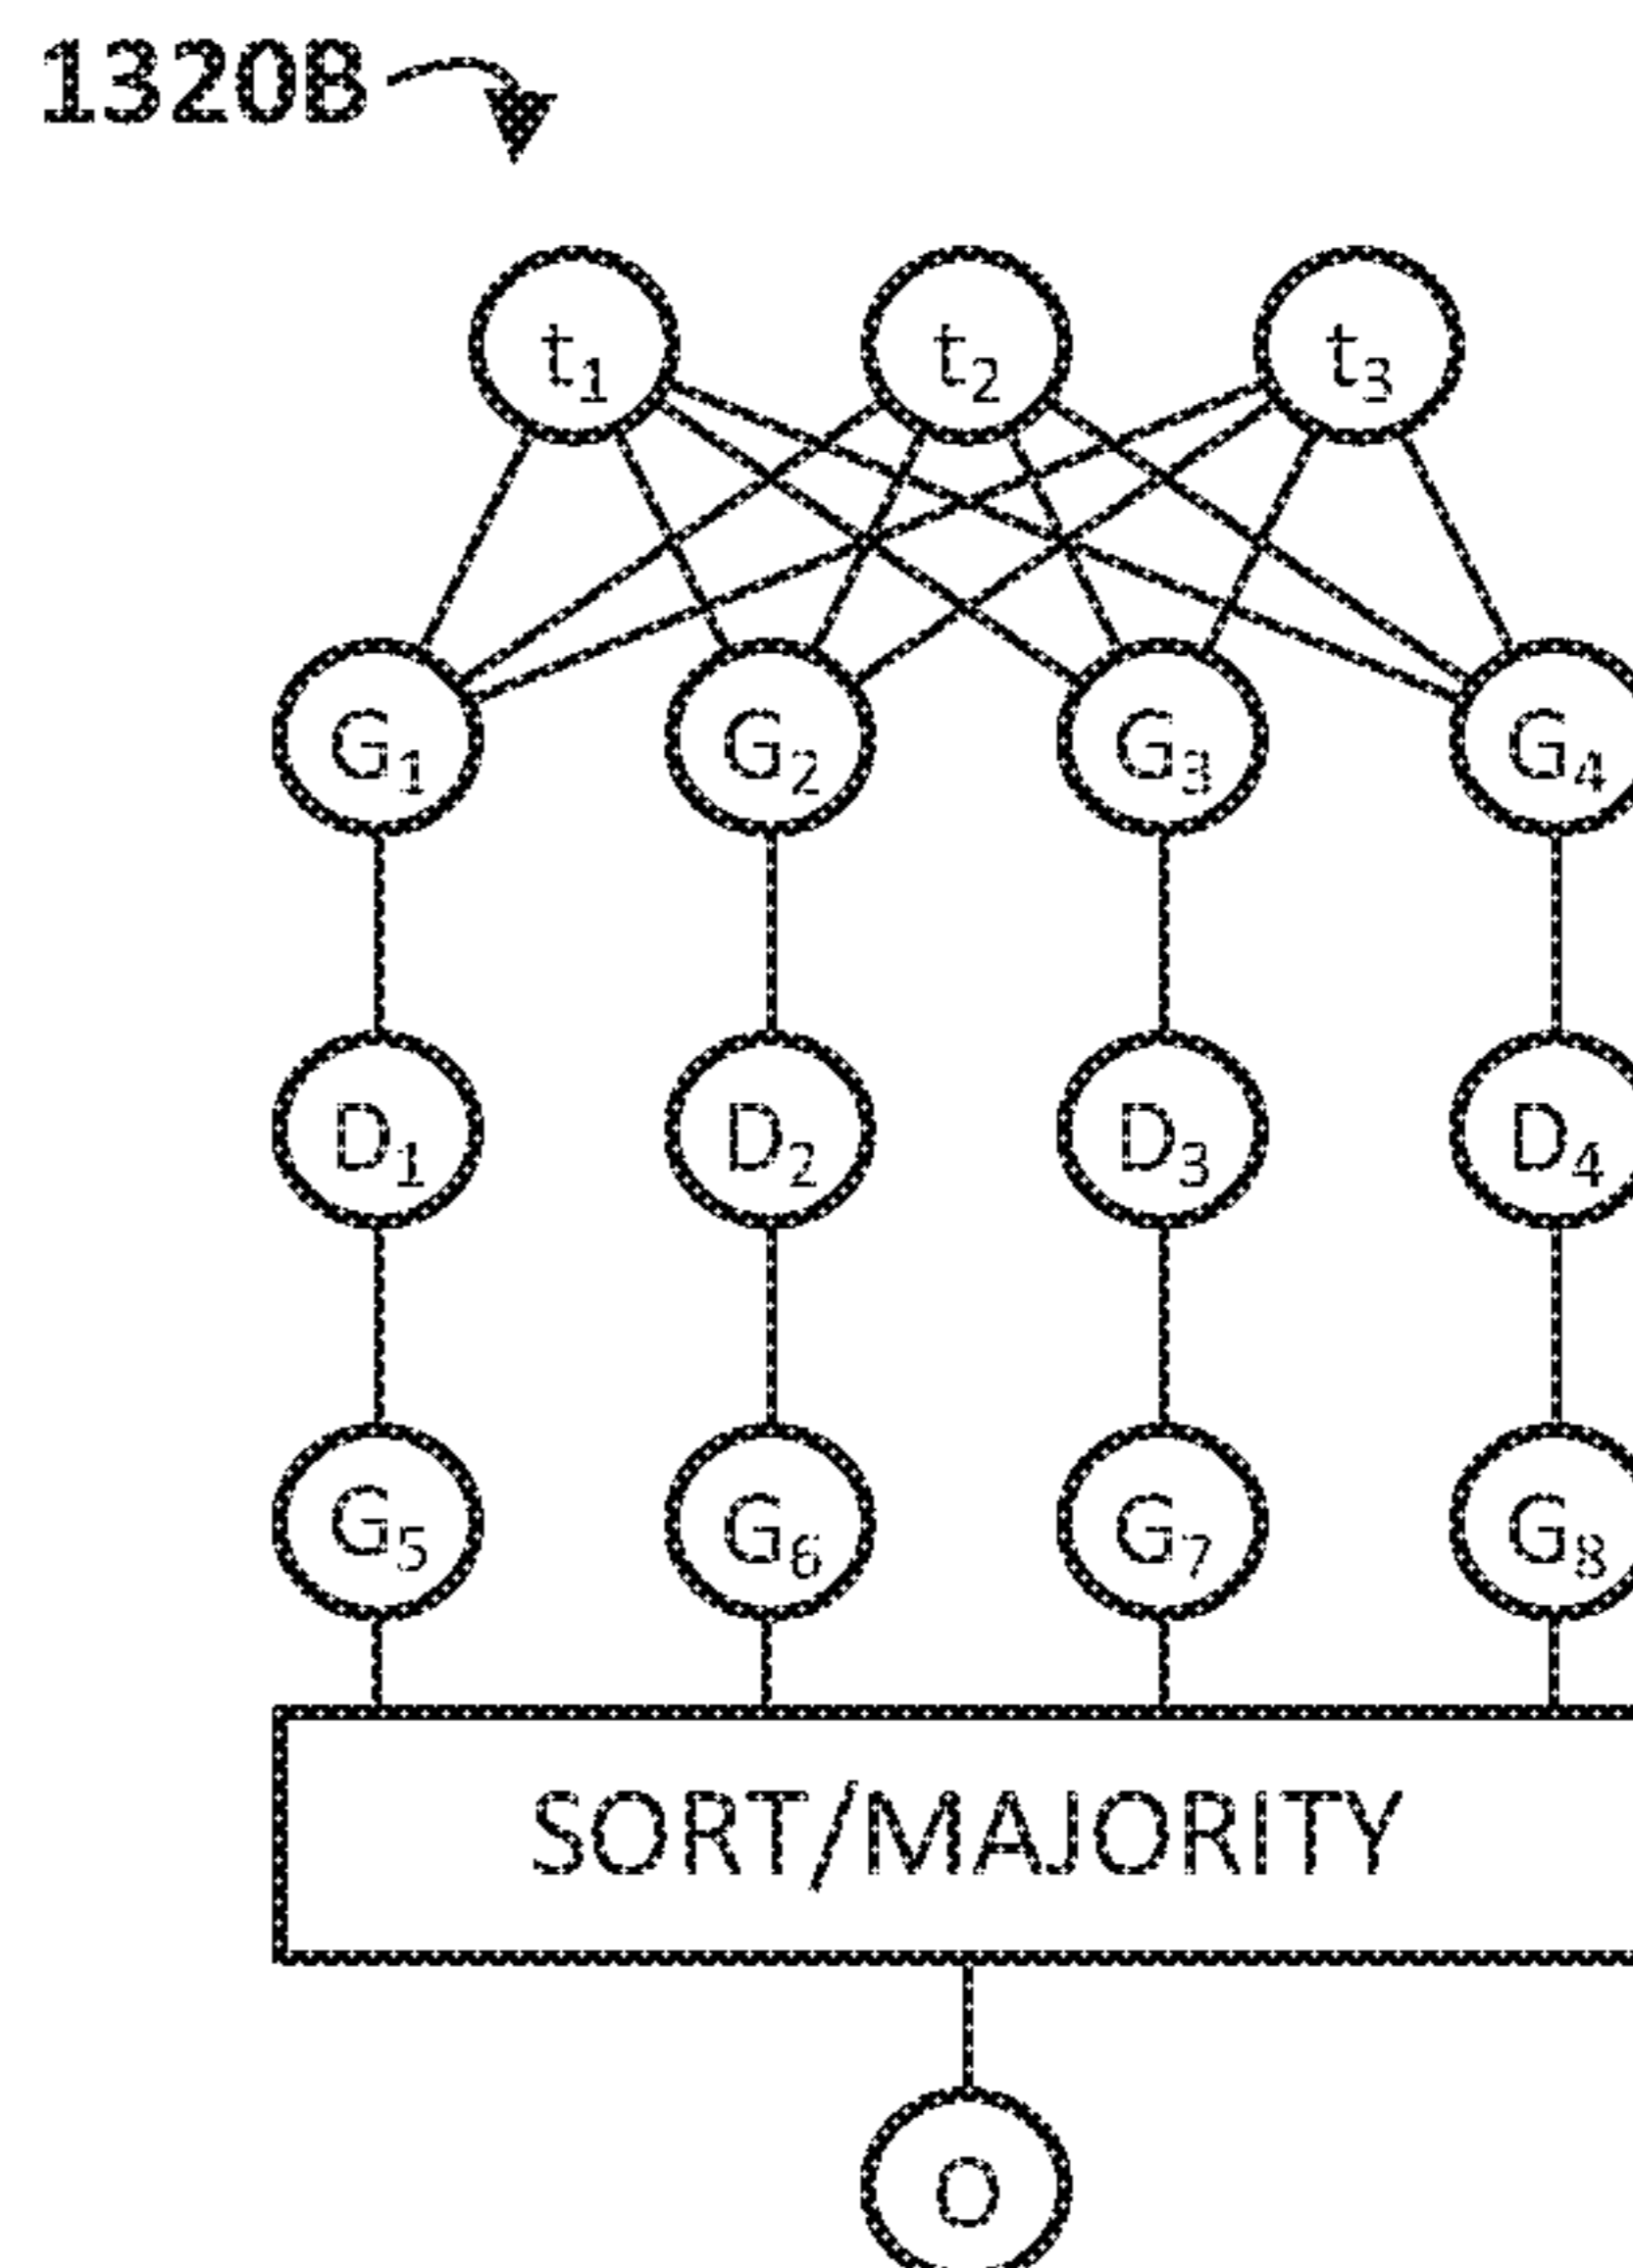 1320B
t1 t2 t3
G1 G2 G3 G4
D1 D2 D3 D4
G5 G6 G7 G8
SORT/MAJORITY
O